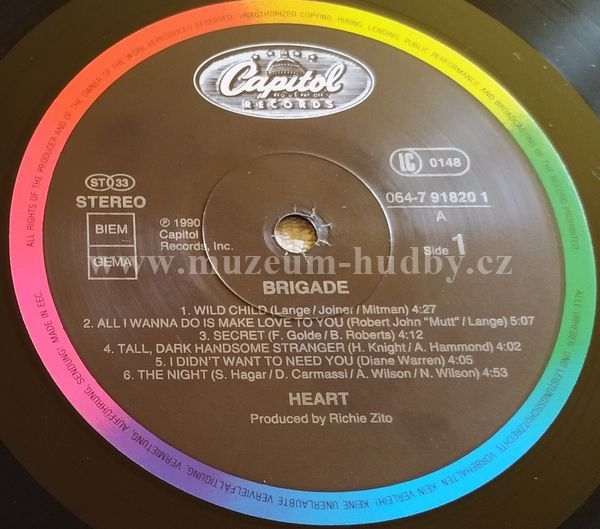 ALL RIGHTS OF THE PRODUCER AND OF THE OWNER OF THE WORK REPRODUCED RESERVED. UNAUTHORIZED COPYING, HIRING, LENDING, PUBLIC PERFORMANCE AND BROADCASTING OF THE RECORD PROHIBITED.
Capitol
RECORDS
ST 33
STEREO
BIEM
GEMA
℗ 1990
Capitol
Records, Inc.
IC 0148
064-7 91820 1
A
Side 1
www.muzeum-hudby.cz
BRIGADE
1. WILD CHILD (Lange / Joiner / Mitman) 4:27
2. ALL I WANNA DO IS MAKE LOVE TO YOU (Robert John "Mutt" / Lange) 5:07
3. SECRET (F. Golde / B. Roberts) 4:12
4. TALL, DARK HANDSOME STRANGER (H. Knight / A. Hammond) 4:02
5. I DIDN'T WANT TO NEED YOU (Diane Warren) 4:05
6. THE NIGHT (S. Hagar / D. Carmassi / A. Wilson / N. Wilson) 4:53
HEART
Produced by Richie Zito
ALLE URHEBER- UND LEISTUNGSSCHUTZRECHTE VORBEHALTEN. KEIN VERLEIH! KEINE UNERLAUBTE VERVIELFÄLTIGUNG, VERMIETUNG, AUFFÜHRUNG, SENDUNG! MADE IN EEC.